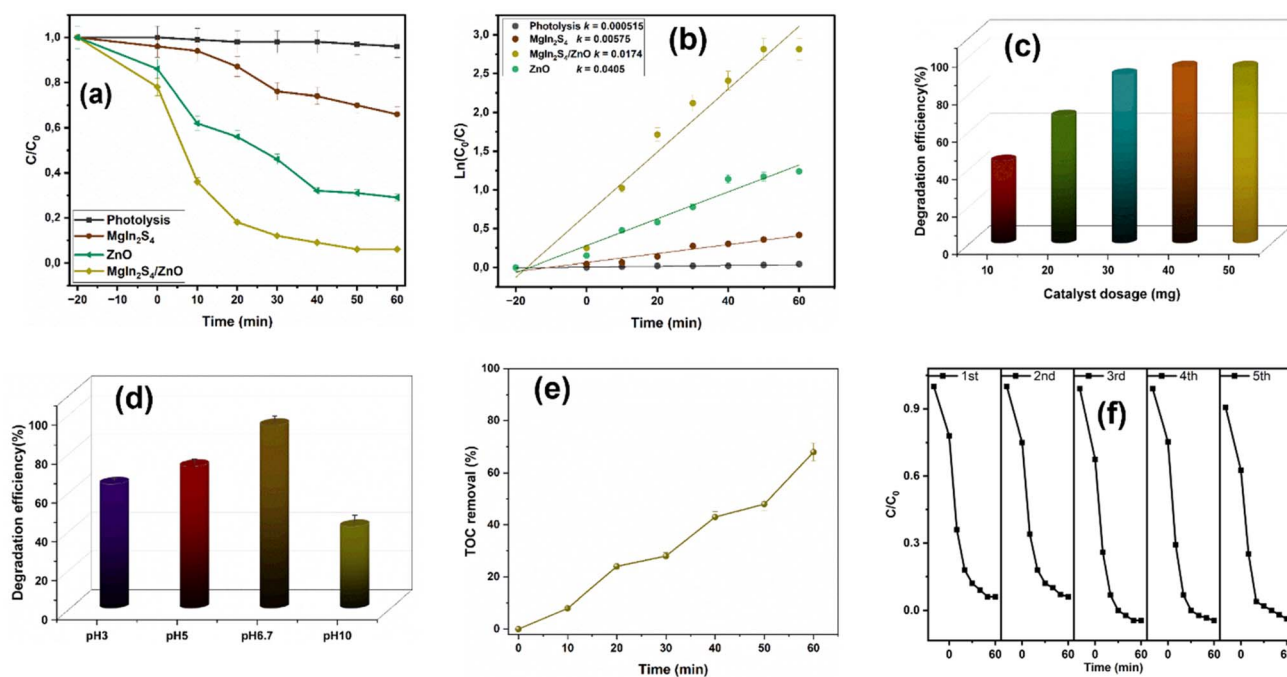 (a)
C/C₀
1,0
0,8
0,6
0,4
0,2
0,0
Photolysis
MgIn₂S₄
ZnO
MgIn₂S₄/ZnO
−20 −10 0 10 20 30 40 50 60
Time (min)
(b)
Ln(C₀/C)
3,0
2,5
2,0
1,5
1,0
0,5
0,0
Photolysis k = 0.000515
MgIn₂S₄ k = 0.00575
MgIn₂S₄/ZnO k = 0.0174
ZnO k = 0.0405
−20 −10 0 10 20 30 40 50 60
Time (min)
(c)
Degradation efficiency(%)
100
80
60
40
20
0
10 20 30 40 50
Catalyst dosage (mg)
(d)
Degradation efficiency(%)
100
80
60
40
20
0
pH3 pH5 pH6.7 pH10
(e)
TOC removal (%)
100
80
60
40
20
0
0 10 20 30 40 50 60
Time (min)
1st 2nd 3rd 4th 5th
(f)
C/C₀
0.9
0.6
0.3
0.0
0 60 0 60 0 60 0 60 0 60
Time (min)